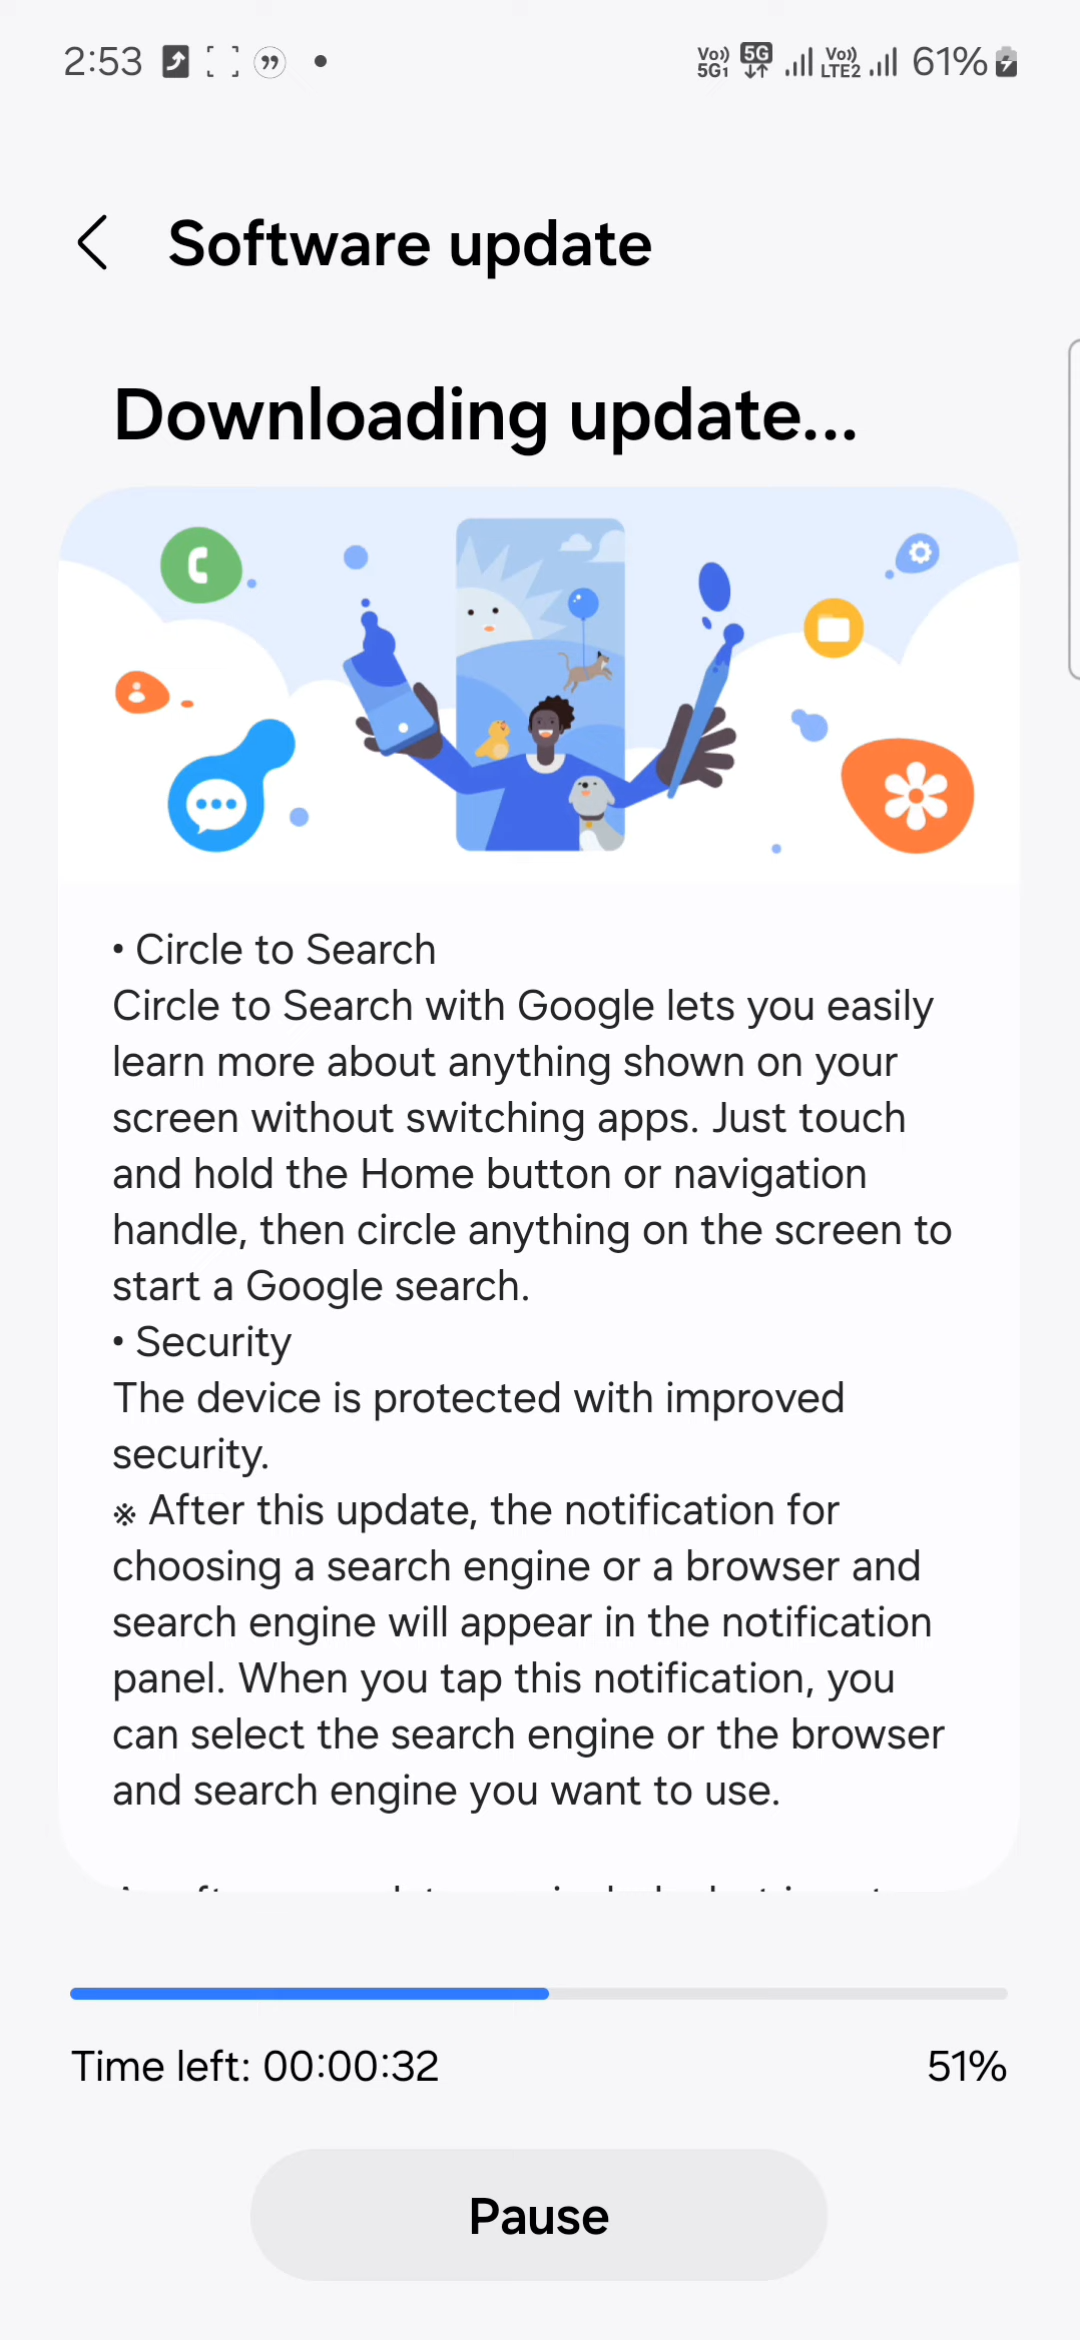 2:53
Vo)) 5G1 5G Vo)) LTE2 61%
Software update
Downloading update...
• Circle to Search
Circle to Search with Google lets you easily
learn more about anything shown on your
screen without switching apps. Just touch
and hold the Home button or navigation
handle, then circle anything on the screen to
start a Google search.
• Security
The device is protected with improved
security.
※ After this update, the notification for
choosing a search engine or a browser and
search engine will appear in the notification
panel. When you tap this notification, you
can select the search engine or the browser
and search engine you want to use.
Time left: 00:00:32
51%
Pause